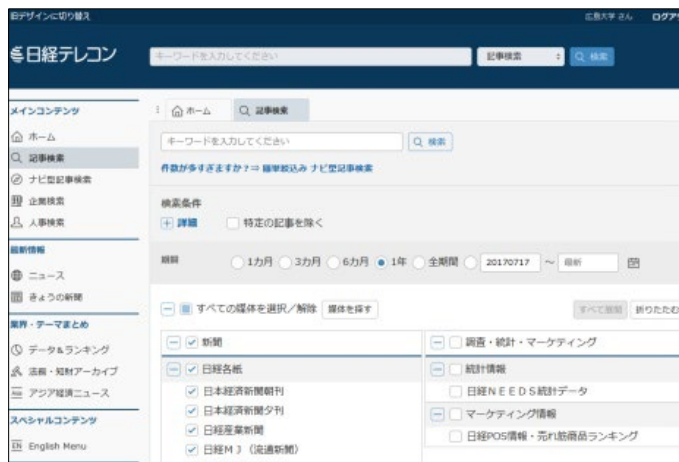 旧デザインに切り替え
広島大学 さん ログア
日経テレコン
キーワードを入力してください
記事検索
検索
メインコンテンツ
ホーム
記事検索
ナビ型記事検索
企業検索
人事検索
最新情報
ニュース
きょうの新聞
業界・テーマまとめ
データ&ランキング
法務・知財アーカイブ
アジア経済ニュース
スペシャルコンテンツ
EN English Menu
ホーム
記事検索
キーワードを入力してください
検索
件数が多すぎますか?⇒ 簡単絞込み ナビ型記事検索
検索条件
詳細 特定の記事を除く
期間 1カ月 3カ月 6カ月 1年 全期間 20170717 ～ 最新
すべての媒体を選択／解除 媒体を探す すべて展開 折りたたむ
新聞
日経各紙
日本経済新聞朝刊
日本経済新聞夕刊
日経産業新聞
日経MJ（流通新聞）
調査・統計・マーケティング
統計情報
日経NEEDS統計データ
マーケティング情報
日経POS情報・売れ筋商品ランキング